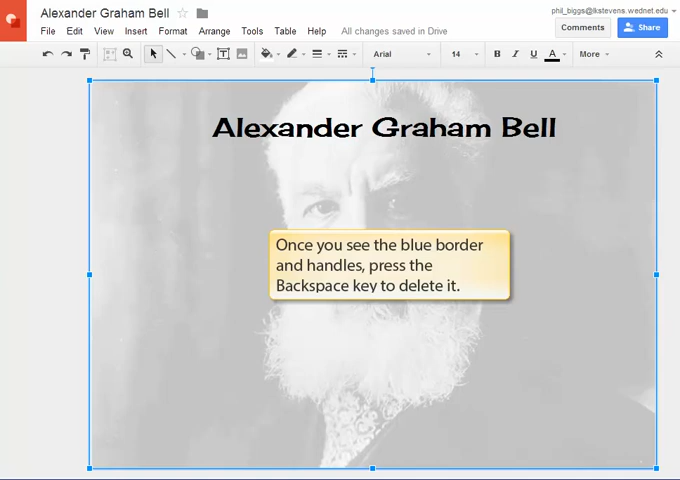 Alexander Graham Bell
phil_biggs@lkstevens.wednet.edu
File Edit View Insert Format Arrange Tools Table Help All changes saved in Drive
Comments Share
Arial 14 B I U A More
Alexander Graham Bell
Once you see the blue border
and handles, press the
Backspace key to delete it.